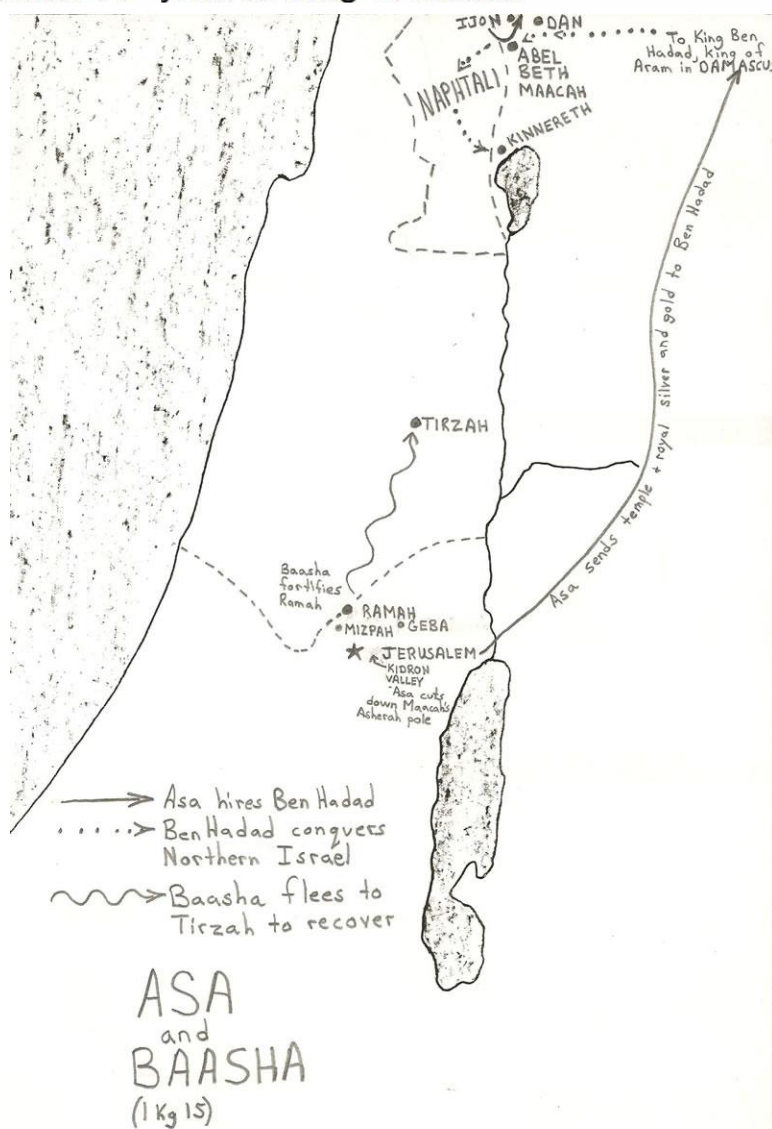 IJON
DAN
To King Ben
Hadad, king of
Aram in DAMASCUS
ABEL
BETH
MAACAH
NAPHTALI
KINNERETH
Asa sends temple + royal silver and gold to Ben Hadad
TIRZAH
Baasha
fortifies
Ramah
RAMAH
MIZPAH
GEBA
JERUSALEM
KIDRON
VALLEY
Asa cuts
down Maacah's
Asherah pole
Asa hires Ben Hadad
Ben Hadad conquers
Northern Israel
Baasha flees to
Tirzah to recover
ASA
and
BAASHA
(1 Kg 15)